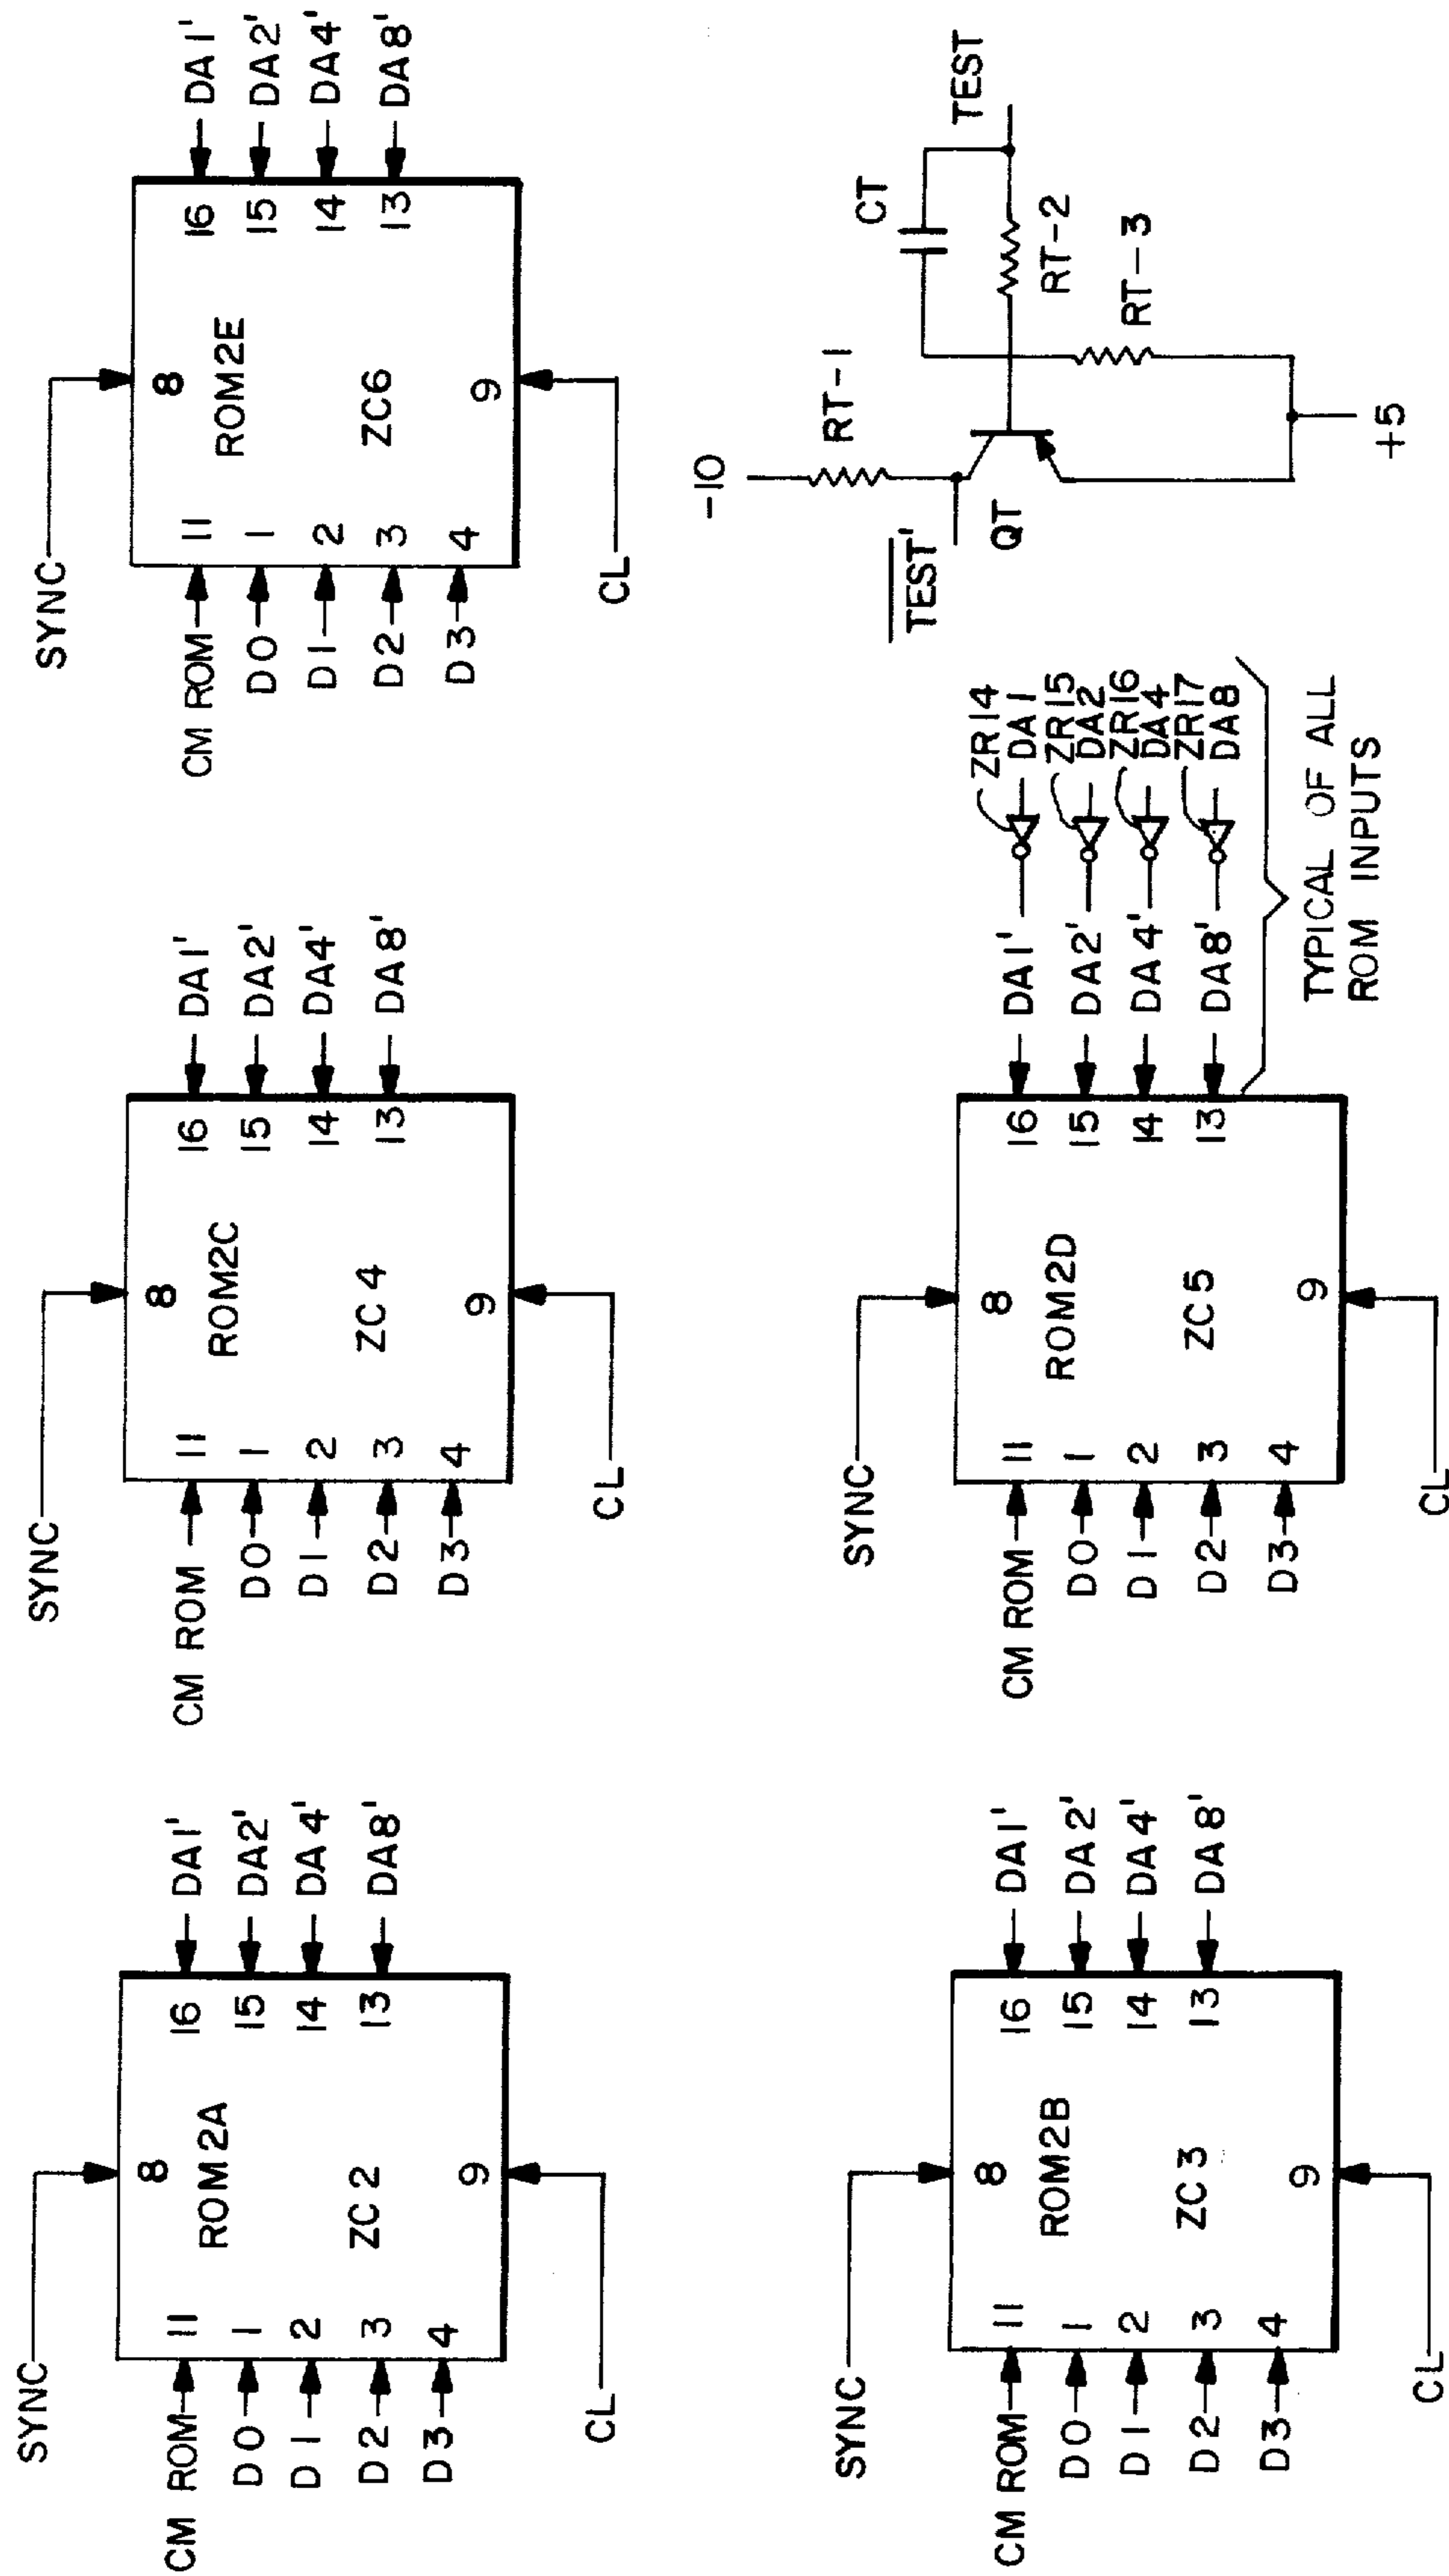 SYNC
8
CM ROM 11 ROM2A 16 DA1'
D0 1 15 DA2'
D1 2 14 DA4'
D2 3 ZC2 13 DA8'
D3 4
9
CL
SYNC
8
CM ROM 11 ROM2C 16 DA1'
D0 1 15 DA2'
D1 2 14 DA4'
D2 3 ZC4 13 DA8'
D3 4
9
CL
SYNC
8
CM ROM 11 ROM2E 16 DA1'
D0 1 15 DA2'
D1 2 14 DA4'
D2 3 ZC6 13 DA8'
D3 4
9
CL
SYNC
8
CM ROM 11 ROM2B 16 DA1'
D0 1 15 DA2'
D1 2 14 DA4'
D2 3 ZC3 13 DA8'
D3 4
9
CL
SYNC
8
CM ROM 11 ROM2D 16 DA1' ZR14 DA1
D0 1 15 DA2' ZR15 DA2
D1 2 14 DA4' ZR16 DA4
D2 3 ZC5 13 DA8' ZR17 DA8
D3 4
9
CL
TYPICAL OF ALL
ROM INPUTS
-10
RT-1
CT
TEST'
TEST
QT
RT-2
RT-3
+5